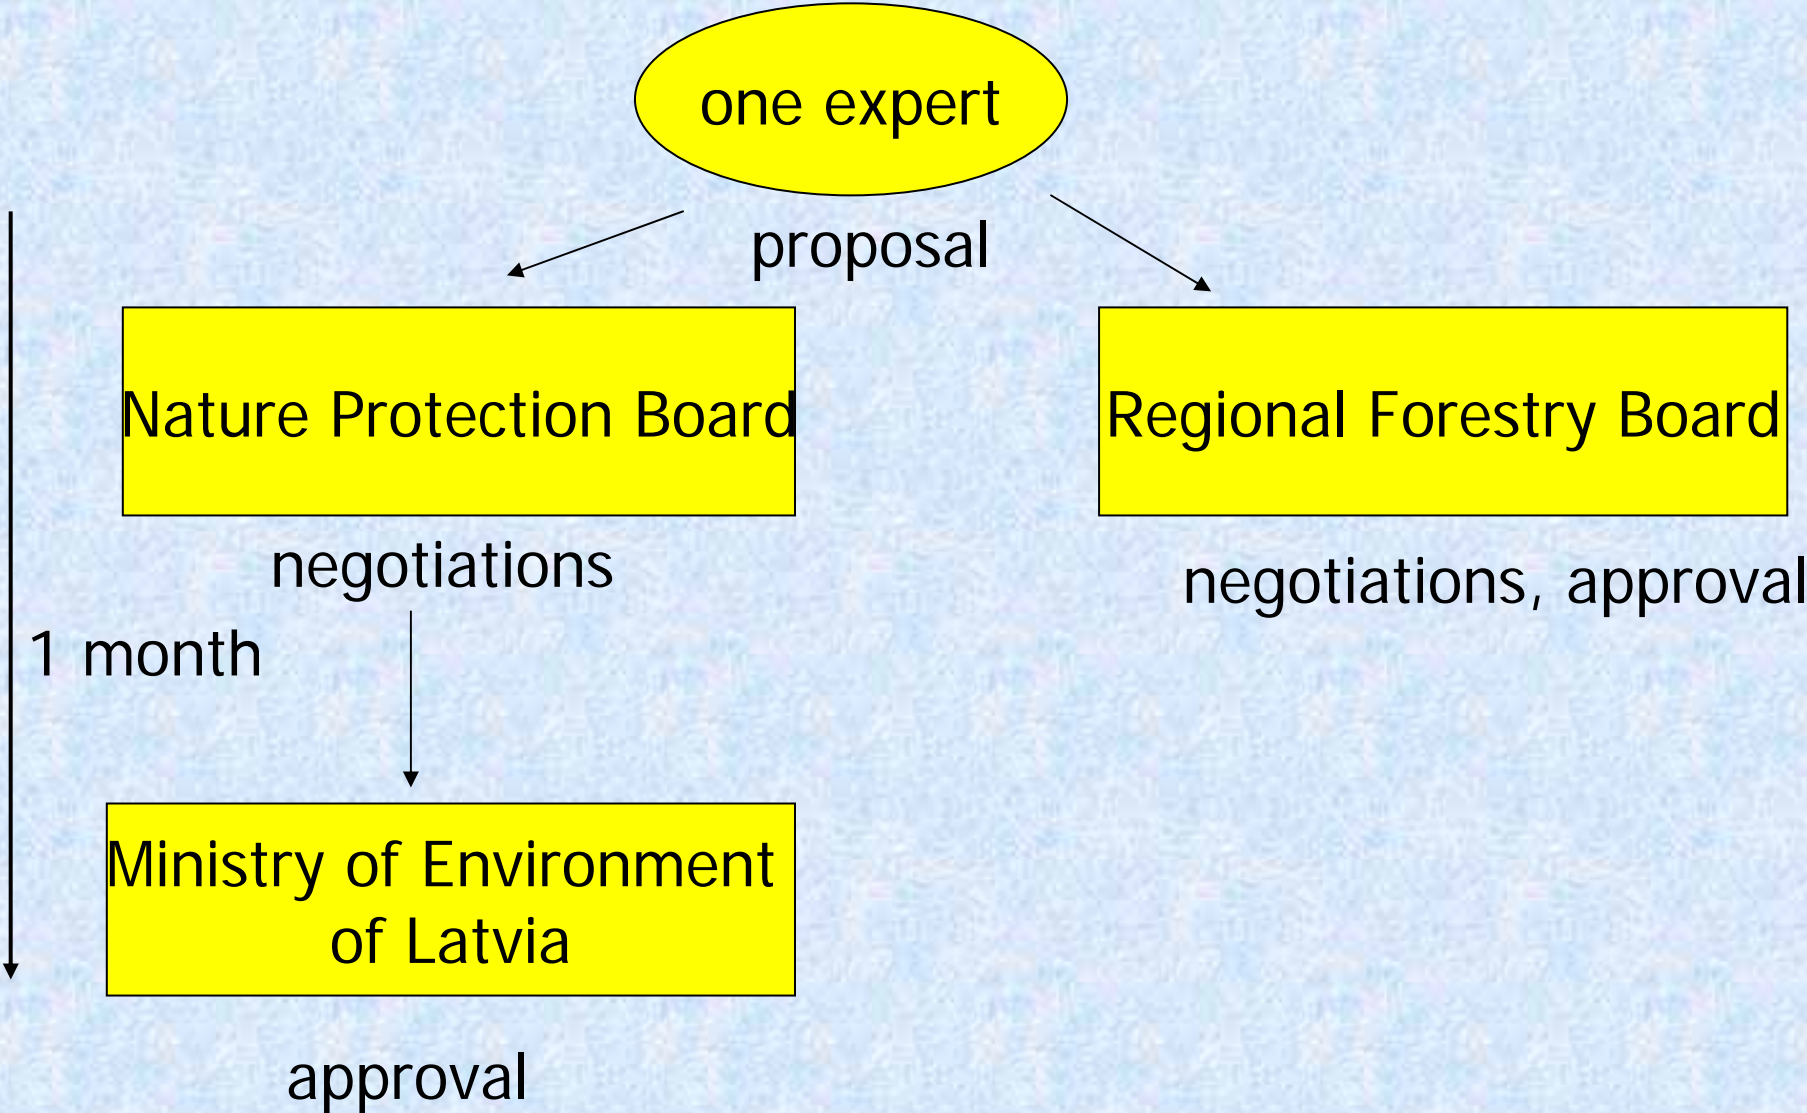 one expert
proposal
Nature Protection Board
Regional Forestry Board
negotiations
negotiations, approval
1 month
Ministry of Environment
of Latvia
approval